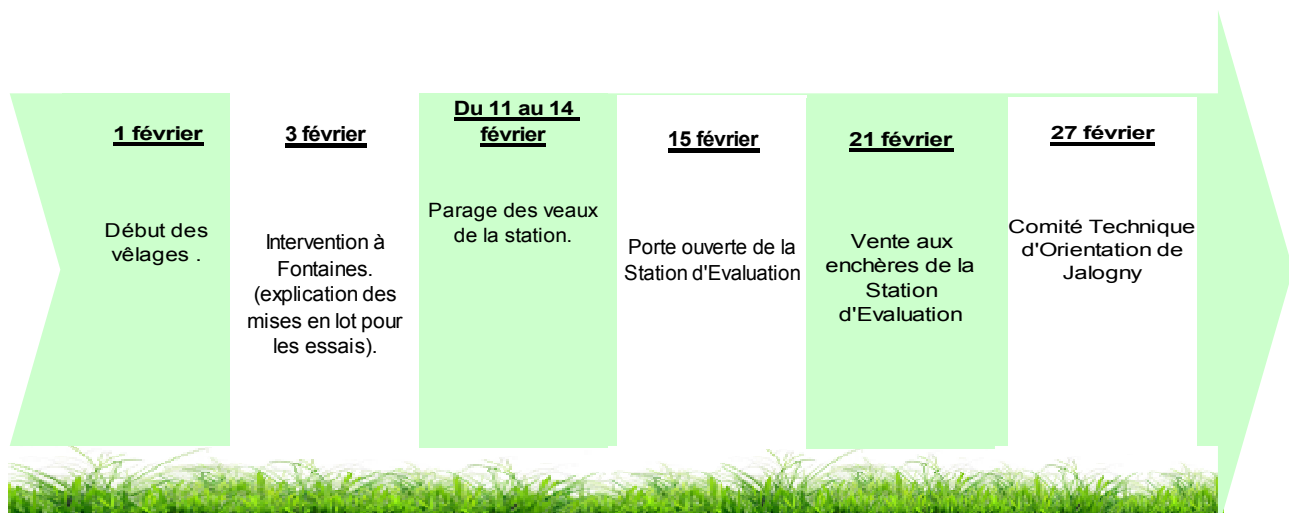 1 février
Début des
vêlages .
3 février
Intervention à
Fontaines.
(explication des
mises en lot pour
les essais).
Du 11 au 14
février
Parage des veaux
de la station.
15 février
Porte ouverte de la
Station d'Evaluation
21 février
Vente aux
enchères de la
Station
d'Evaluation
27 février
Comité Technique
d'Orientation de
Jalogny